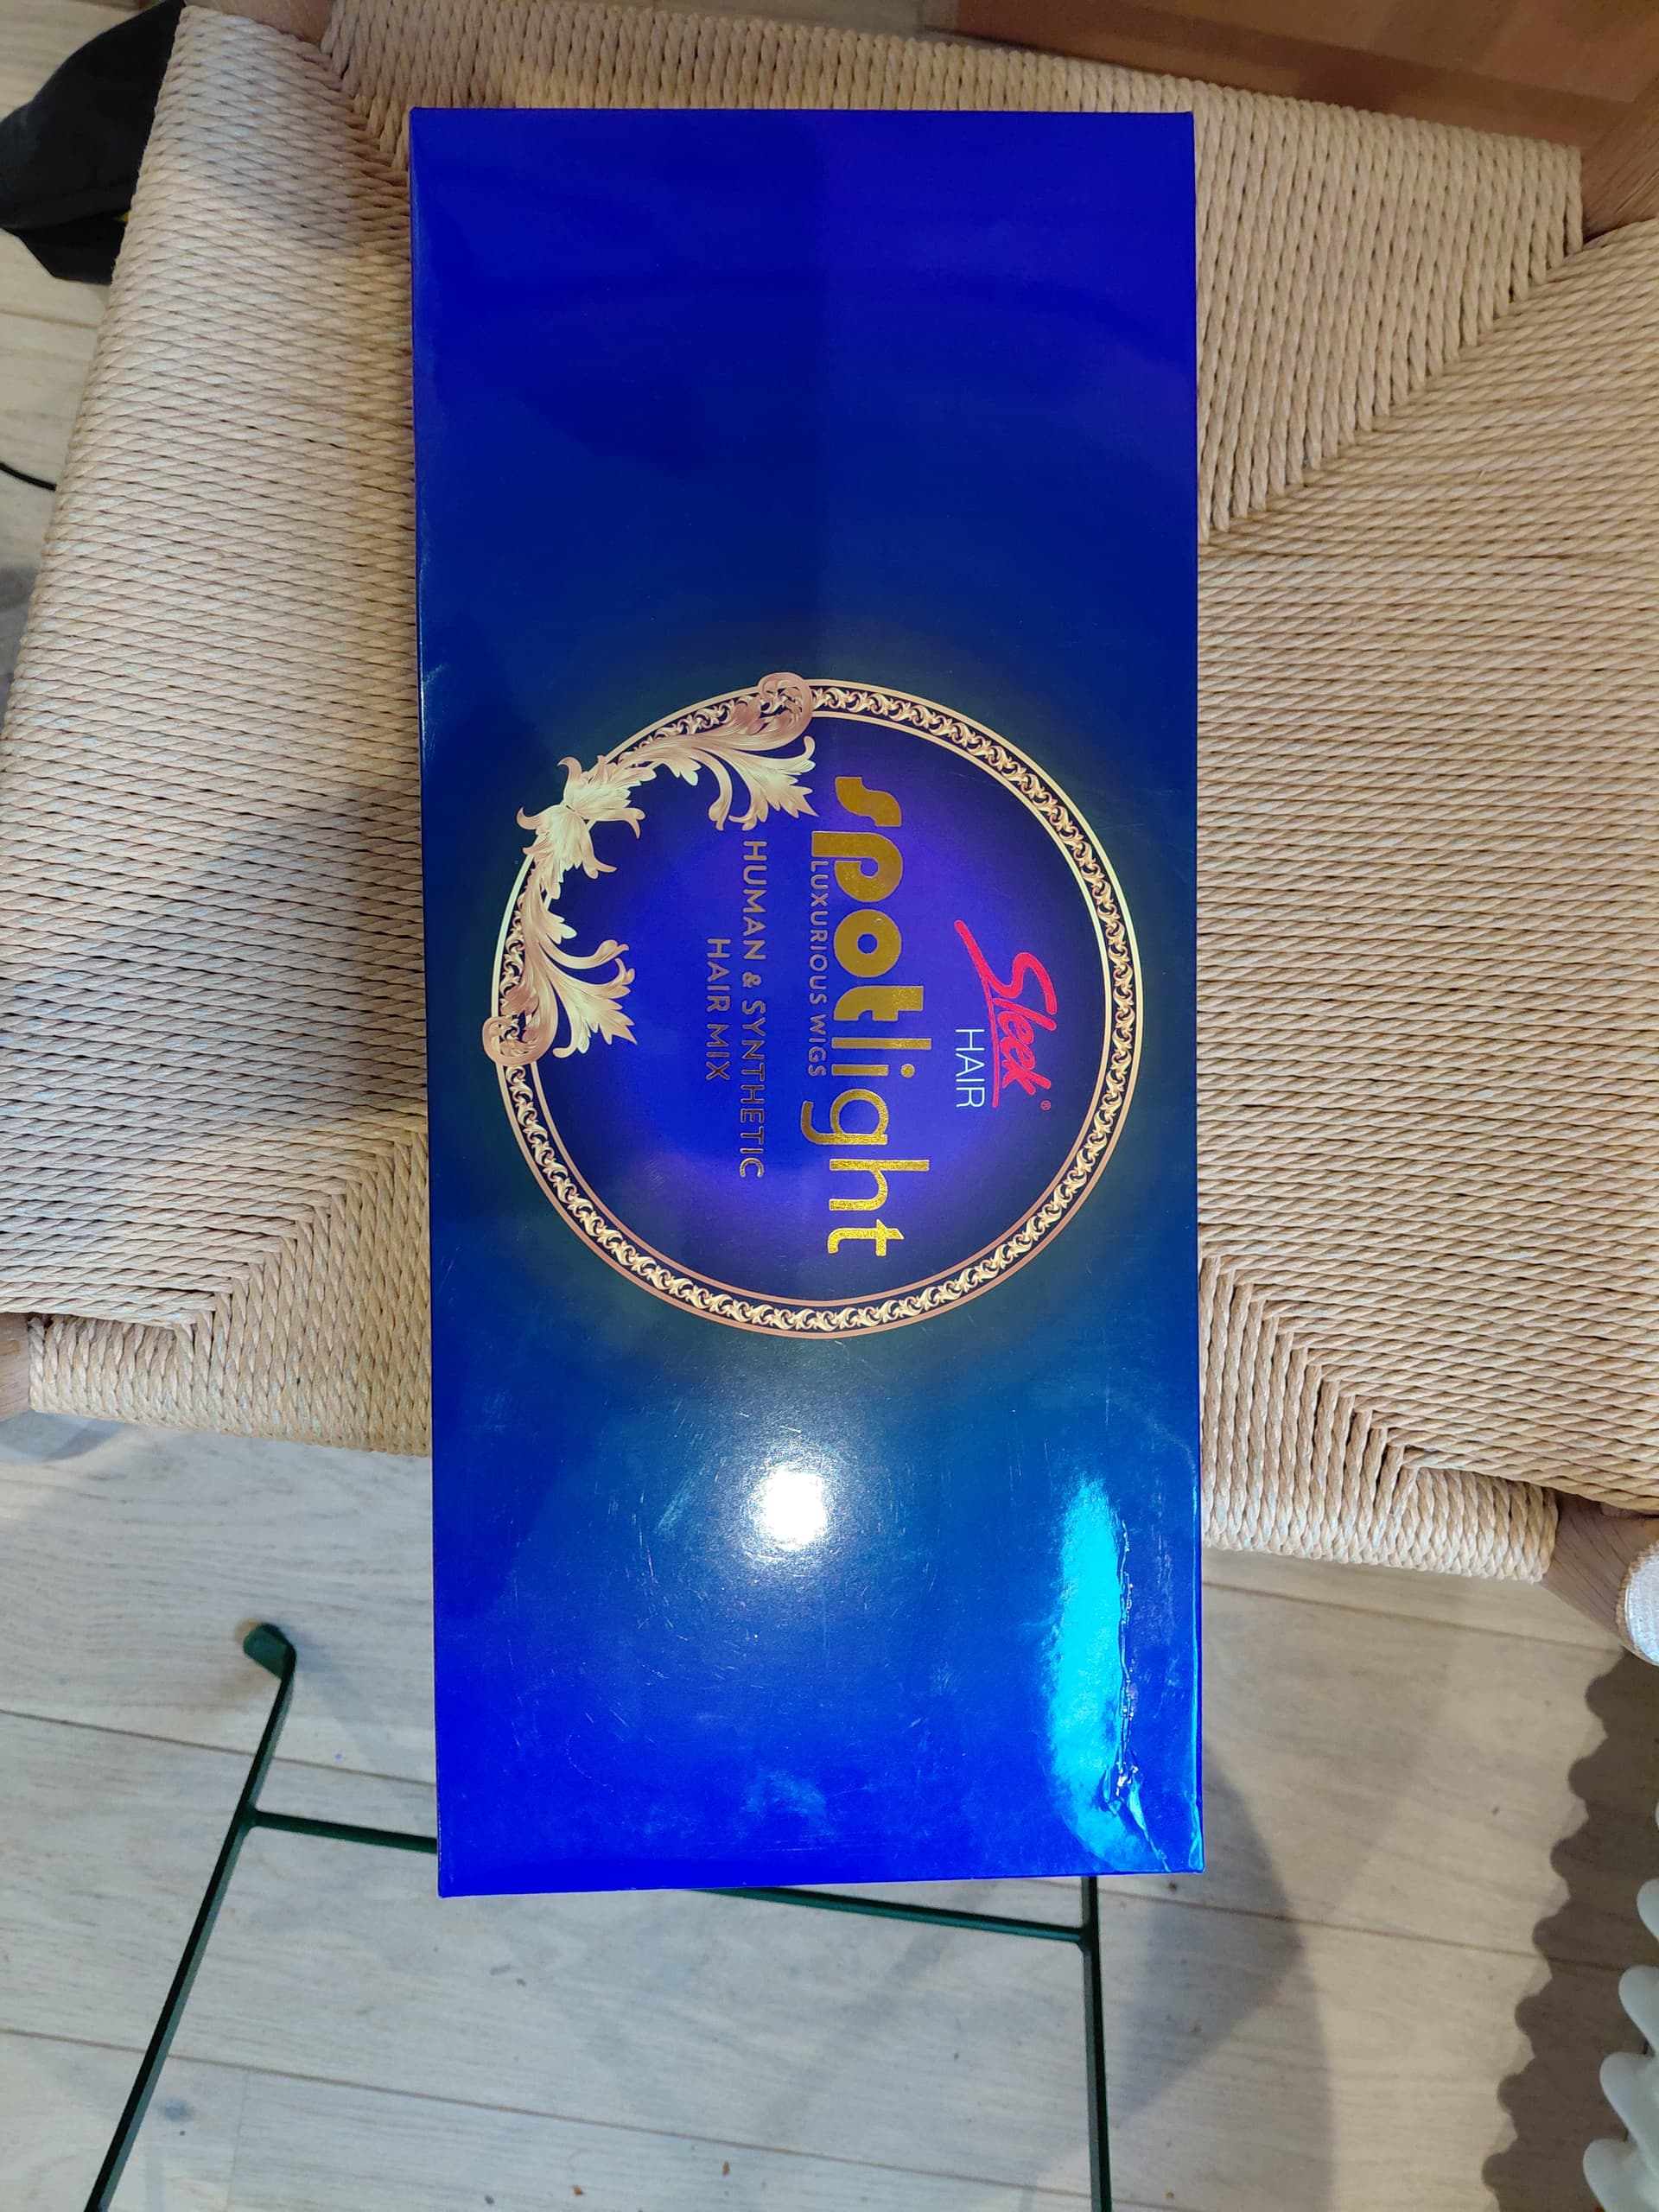 Sleek®
HAIR
spotlight
LUXURIOUS WIGS
HUMAN & SYNTHETIC
HAIR MIX